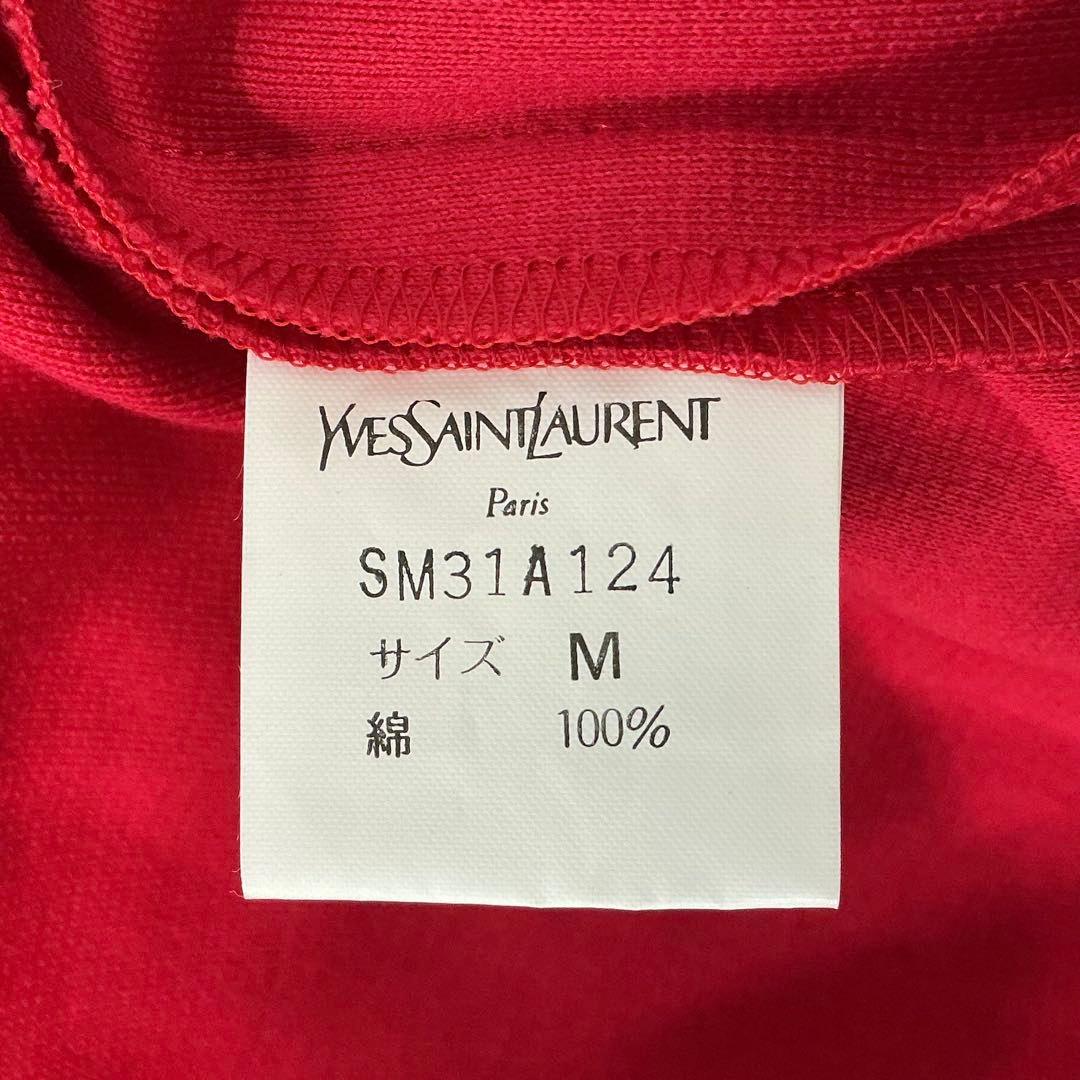 YVESSAINTLAURENT
Paris
SM31A124
サイズ M
綿 100%